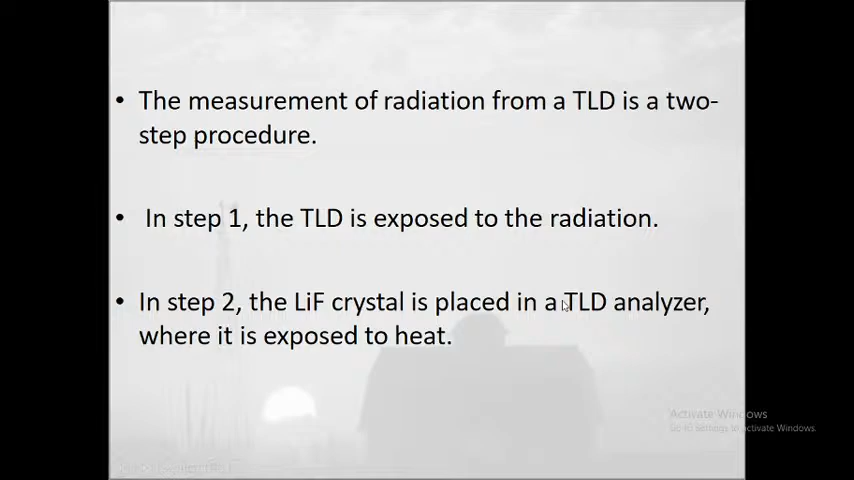 • The measurement of radiation from a TLD is a two-
step procedure.
• In step 1, the TLD is exposed to the radiation.
• In step 2, the LiF crystal is placed in a TLD analyzer,
where it is exposed to heat.
Activate Windows
Go to Settings to activate Windows.